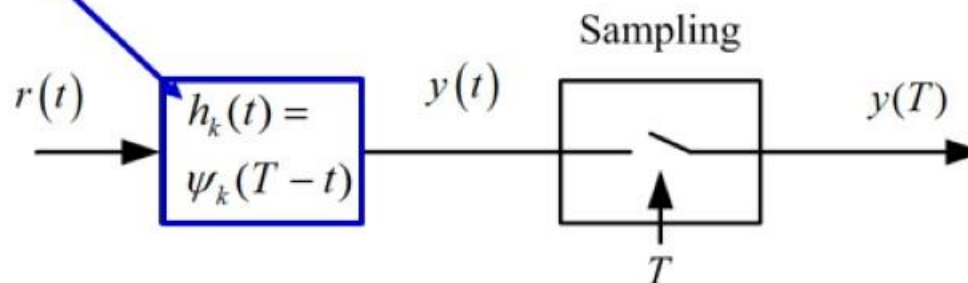 Sampling
r(t)
h_k(t) =
ψ_k(T − t)
y(t)
y(T)
T